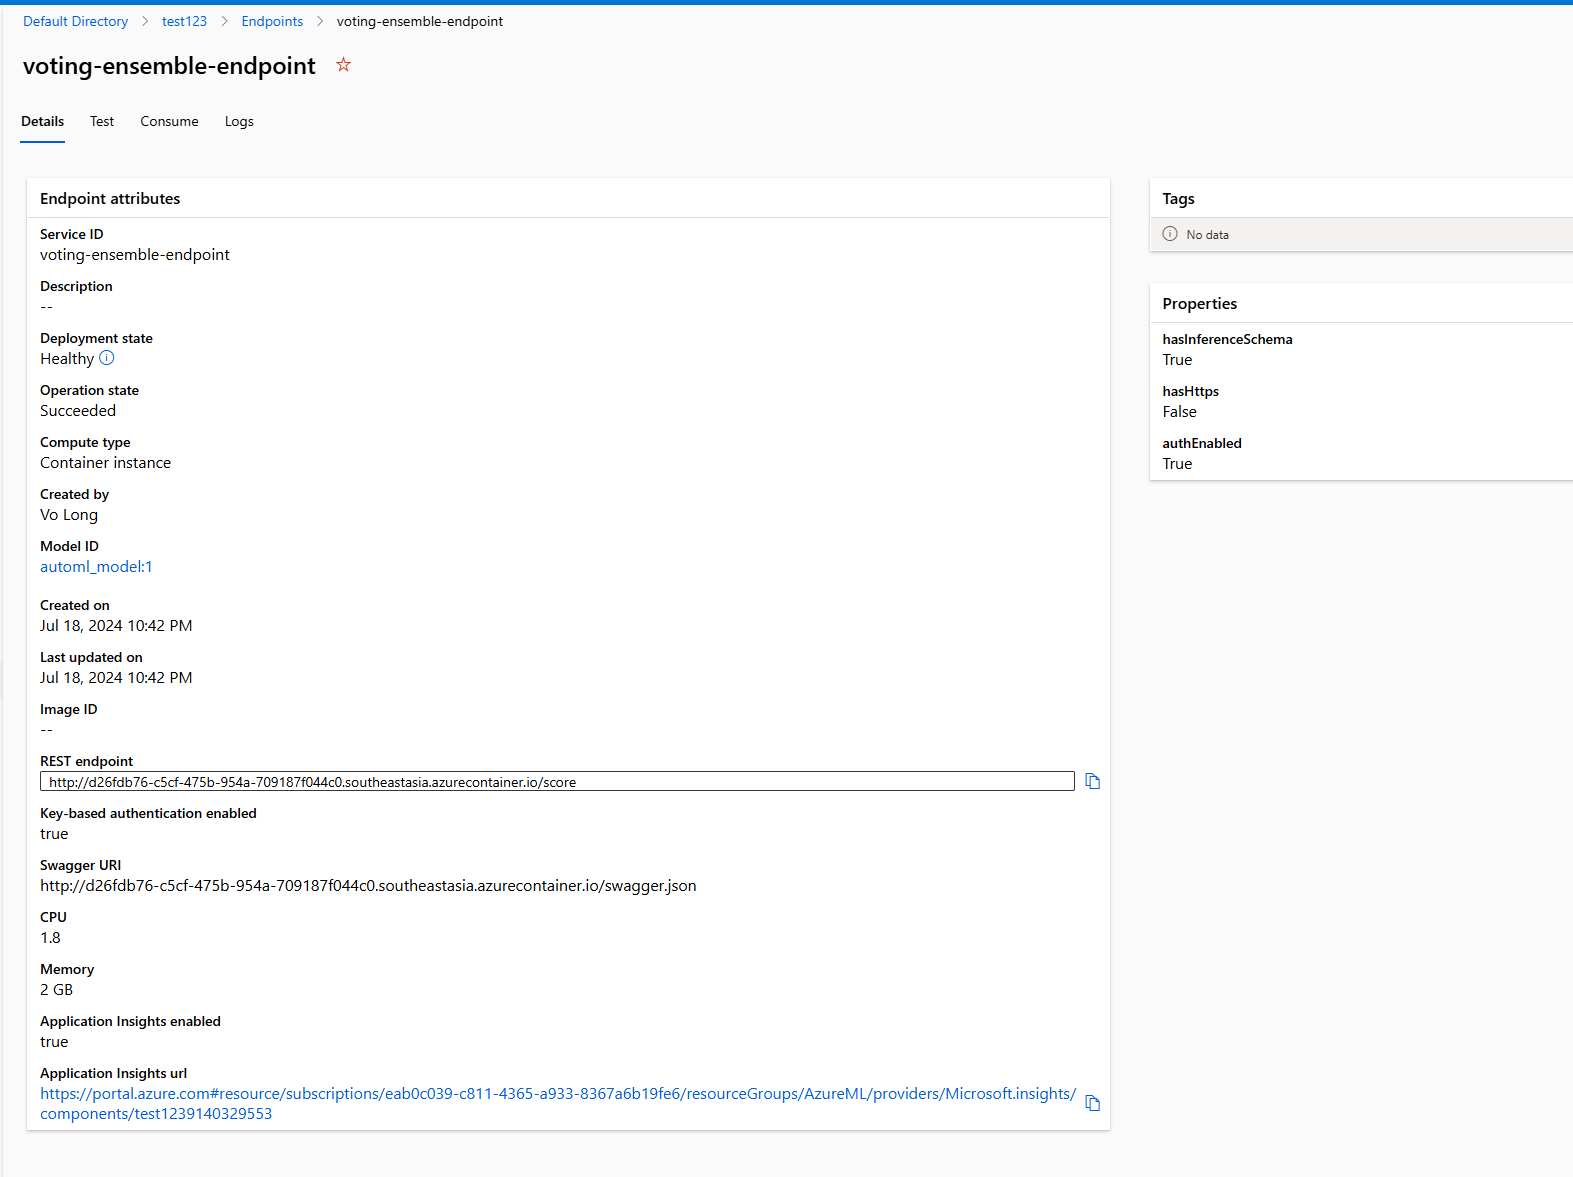 Default Directory > test123 > Endpoints > voting-ensemble-endpoint
voting-ensemble-endpoint
Details Test Consume Logs
Endpoint attributes
Service ID
voting-ensemble-endpoint
Description
--
Deployment state
Healthy
Operation state
Succeeded
Compute type
Container instance
Created by
Vo Long
Model ID
automl_model:1
Created on
Jul 18, 2024 10:42 PM
Last updated on
Jul 18, 2024 10:42 PM
Image ID
--
REST endpoint
http://d26fdb76-c5cf-475b-954a-709187f044c0.southeastasia.azurecontainer.io/score
Key-based authentication enabled
true
Swagger URI
http://d26fdb76-c5cf-475b-954a-709187f044c0.southeastasia.azurecontainer.io/swagger.json
CPU
1.8
Memory
2 GB
Application Insights enabled
true
Application Insights url
https://portal.azure.com#resource/subscriptions/eab0c039-c811-4365-a933-8367a6b19fe6/resourceGroups/AzureML/providers/Microsoft.insights/
components/test1239140329553
Tags
No data
Properties
hasInferenceSchema
True
hasHttps
False
authEnabled
True